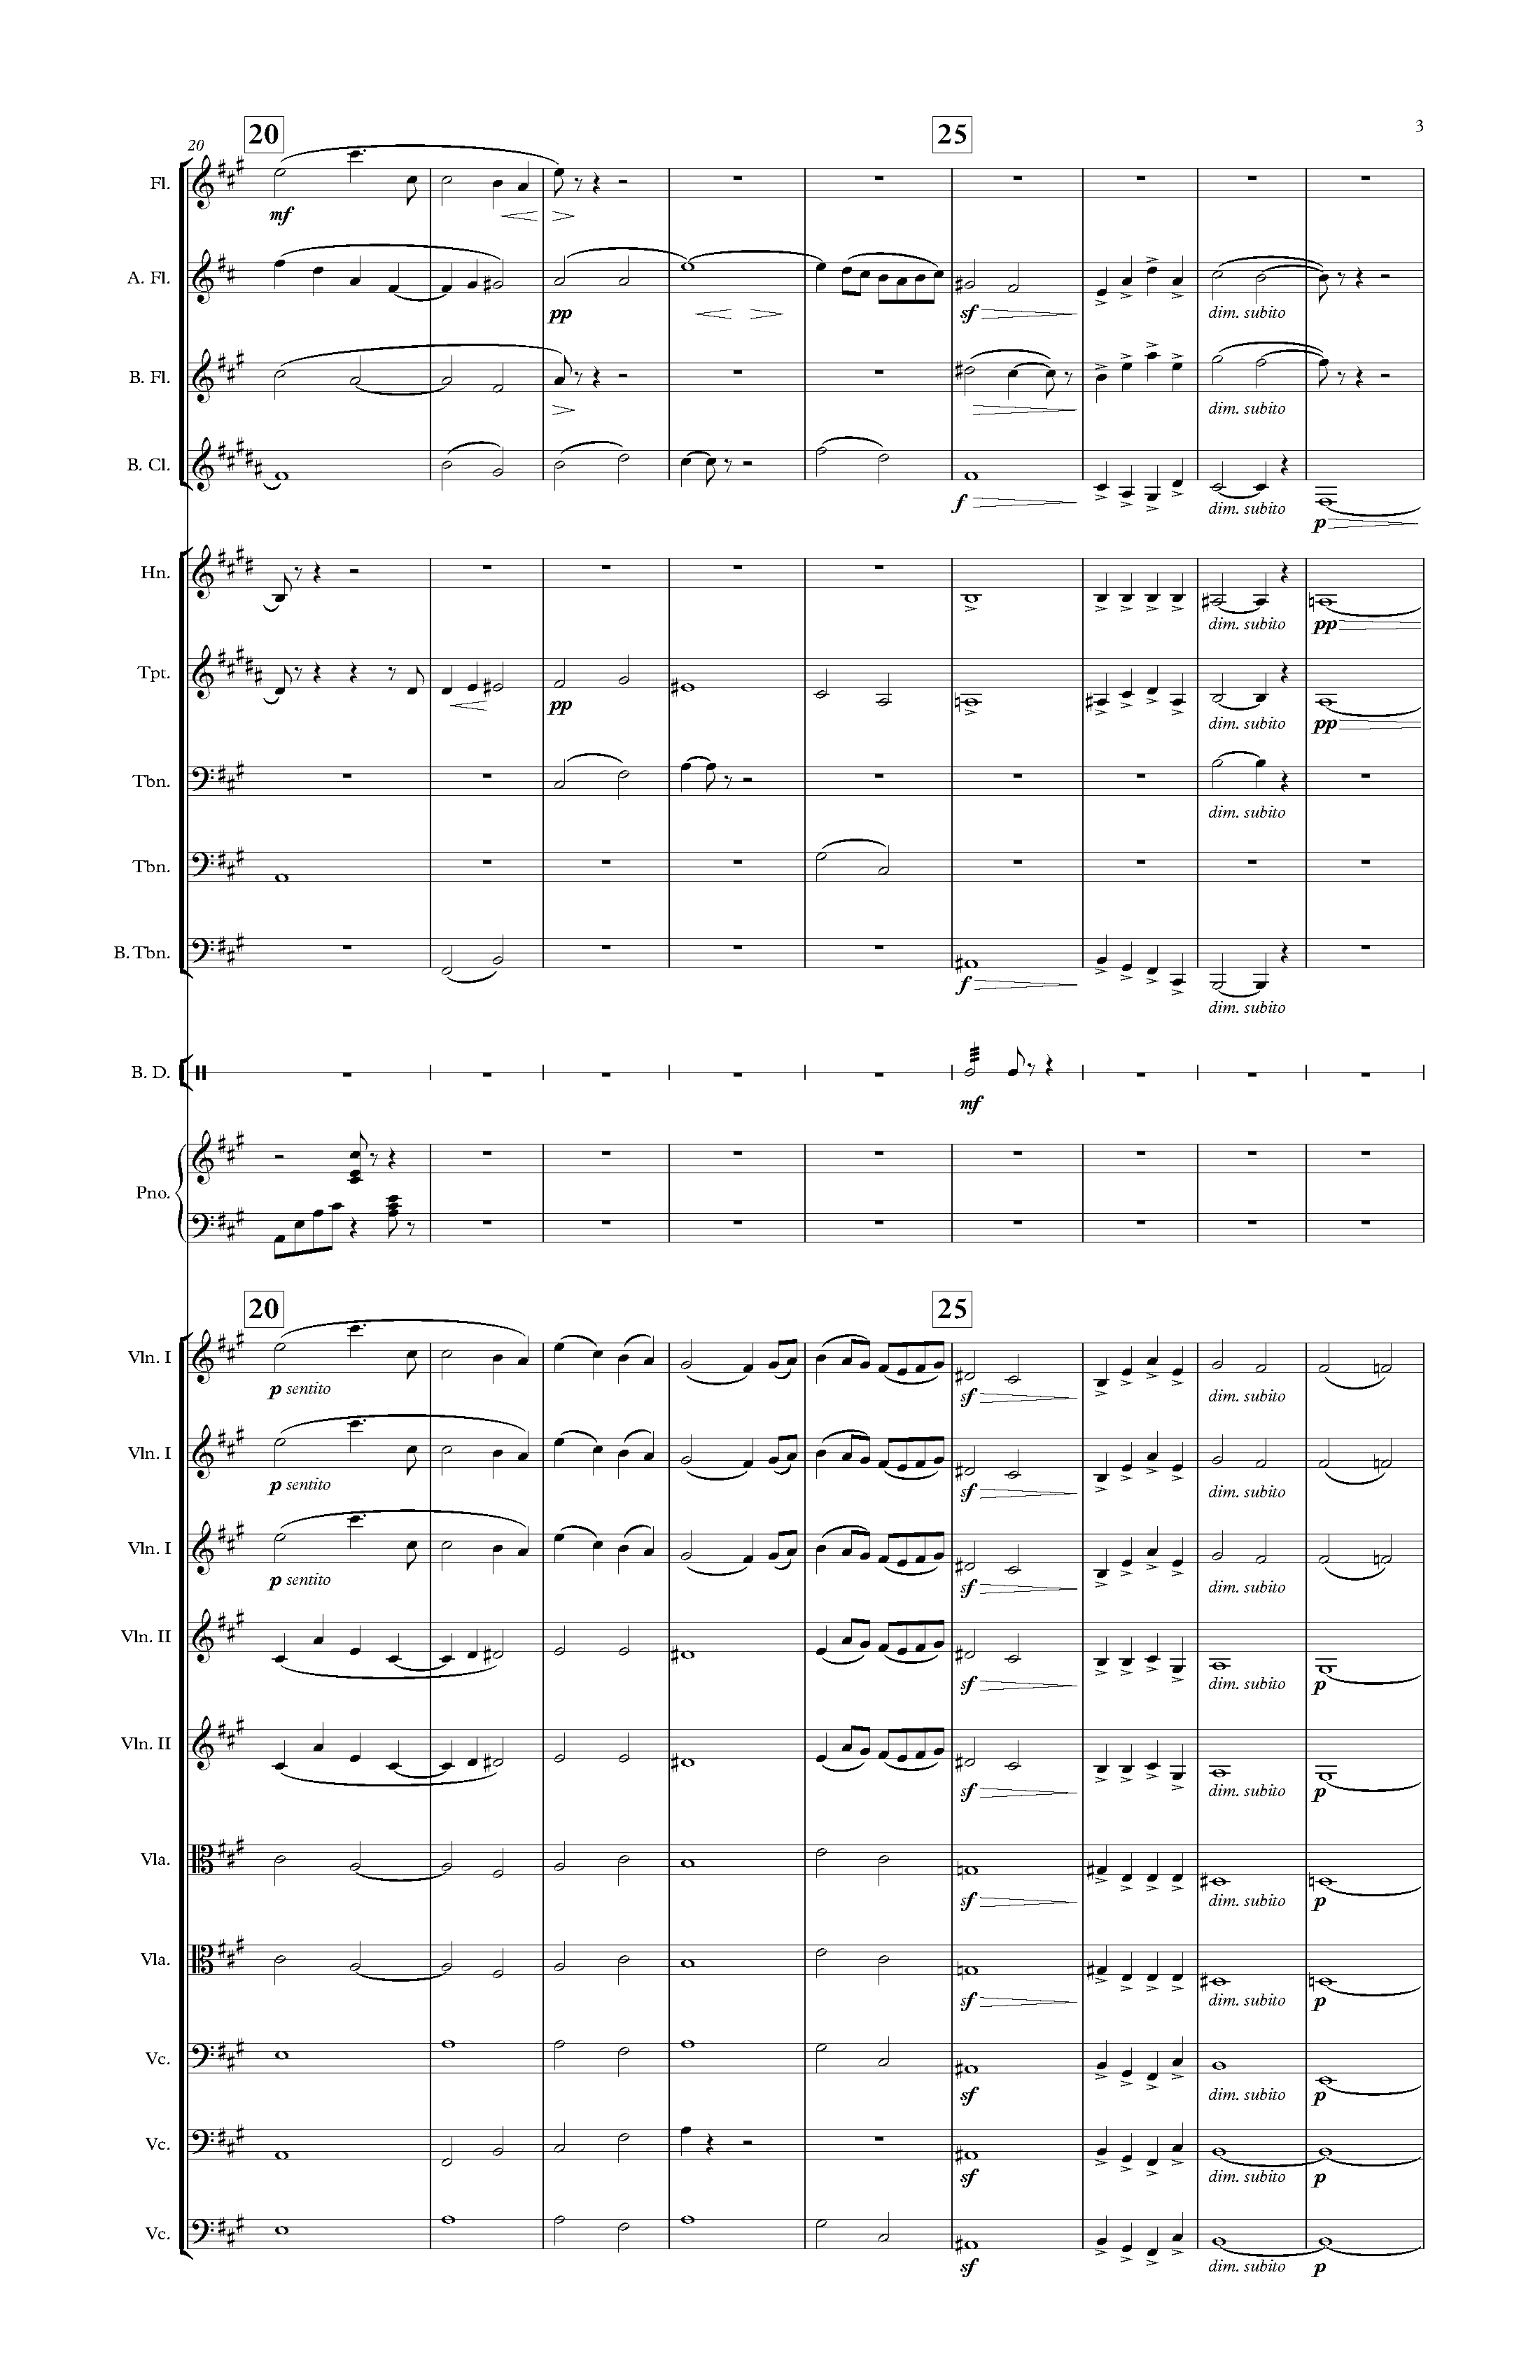 3
20 25
20
Fl.
mf
A. Fl.
pp sf dim. subito
B. Fl.
dim. subito
B. Cl.
f dim. subito p
Hn.
dim. subito pp
Tpt.
pp dim. subito pp
Tbn.
dim. subito
Tbn.
B. Tbn.
f dim. subito
B. D.
mf
Pno.
20 25
Vln. I
p sentito sf dim. subito
Vln. I
p sentito sf dim. subito
Vln. I
p sentito sf dim. subito
Vln. II
sf dim. subito p
Vln. II
sf dim. subito p
Vla.
sf dim. subito p
Vla.
sf dim. subito p
Vc.
sf dim. subito p
Vc.
sf dim. subito p
Vc.
sf dim. subito p